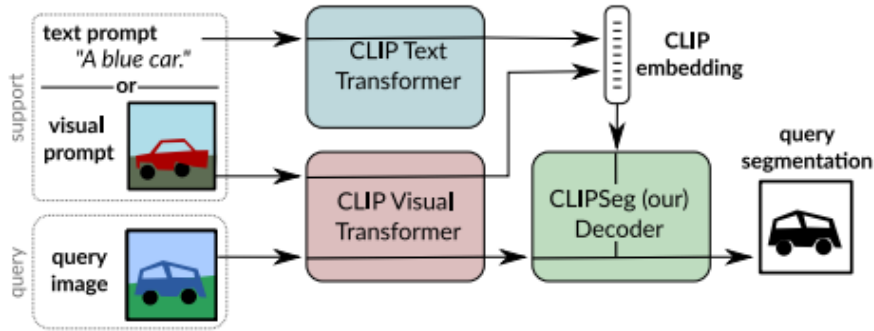 support
text prompt
"A blue car."
or
visual
prompt
query
query
image
CLIP Text
Transformer
CLIP Visual
Transformer
CLIP
embedding
CLIPSeg (our)
Decoder
query
segmentation